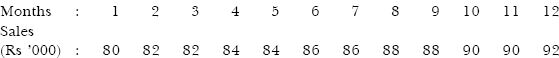 Months : 1 2 3 4 5 6 7 8 9 10 11 12
Sales
(Rs ’000) : 80 82 82 84 84 86 86 88 88 90 90 92